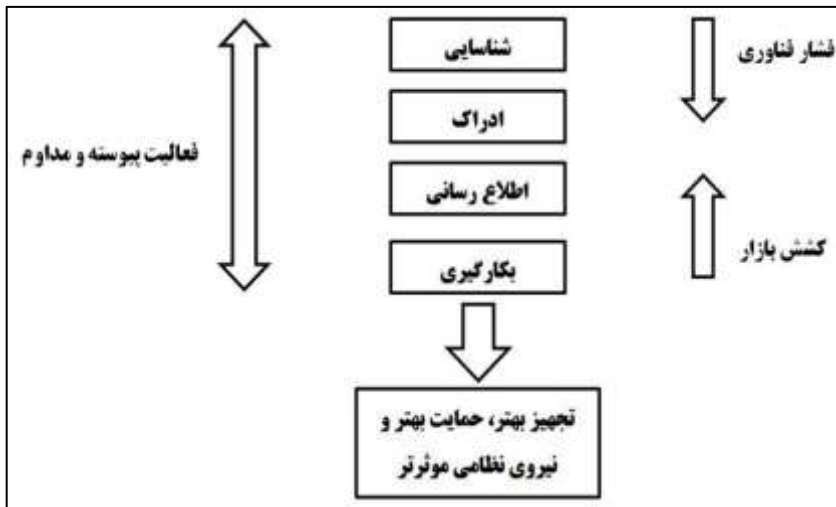 شناسایی
فشار فناوری
ادراک
فعالیت پیوسته و مداوم
اطلاع رسانی
کشش بازار
بکارگیری
تجهیز بهتر، حمایت بهتر و
نیروی نظامی موثرتر